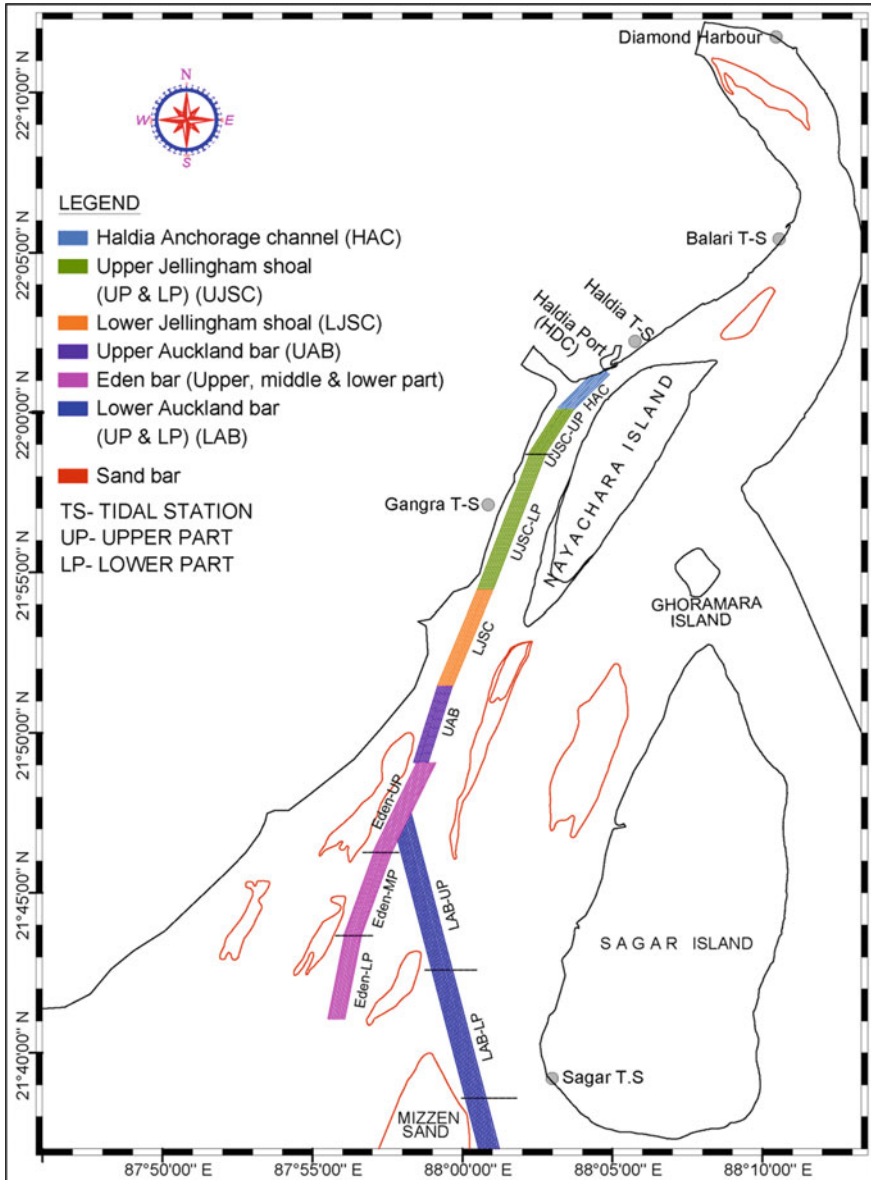 Diamond Harbour
22°10'00" N
N
W
E
S
LEGEND
Haldia Anchorage channel (HAC)
Upper Jellingham shoal
(UP & LP) (UJSC)
Lower Jellingham shoal (LJSC)
Upper Auckland bar (UAB)
Eden bar (Upper, middle & lower part)
Lower Auckland bar
(UP & LP) (LAB)
Sand bar
TS- TIDAL STATION
UP- UPPER PART
LP- LOWER PART
22°05'00" N
Balari T-S
Haldia T-S
Haldia Port
(HDC)
22°00'00" N
HAC
UJSC-UP
NAYACHARA ISLAND
Gangra T-S
UJSC-LP
21°55'00" N
GHORAMARA
ISLAND
LJSC
21°50'00" N
UAB
Eden-UP
21°45'00" N
Eden-MP
LAB-UP
SAGAR ISLAND
Eden-LP
21°40'00" N
LAB-LP
Sagar T.S
MIZZEN
SAND
87°50'00" E
87°55'00" E
88°00'00" E
88°05'00" E
88°10'00" E